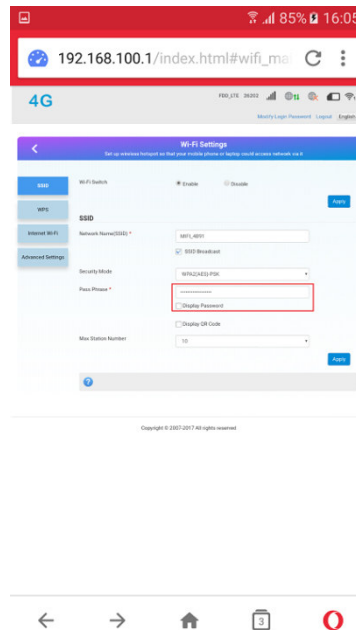 85% 16:05
192.168.100.1/index.html#wifi_ma
4G
Modify Login Password Logout English
Wi-Fi Settings
Set up wireless hotspot so that your mobile phone or laptop could access network via it
SSID
WPS
Internet Wi-Fi
Advanced Settings
Wi-Fi Switch
Enable Disable
Apply
SSID
Network Name(SSID) *
SSID Broadcast
Security Mode
WPA2(AES)-PSK
Pass Phrase *
Display Password
Display QR Code
Max Station Number
10
Apply
Copyright © 2007-2017 All rights reserved
3